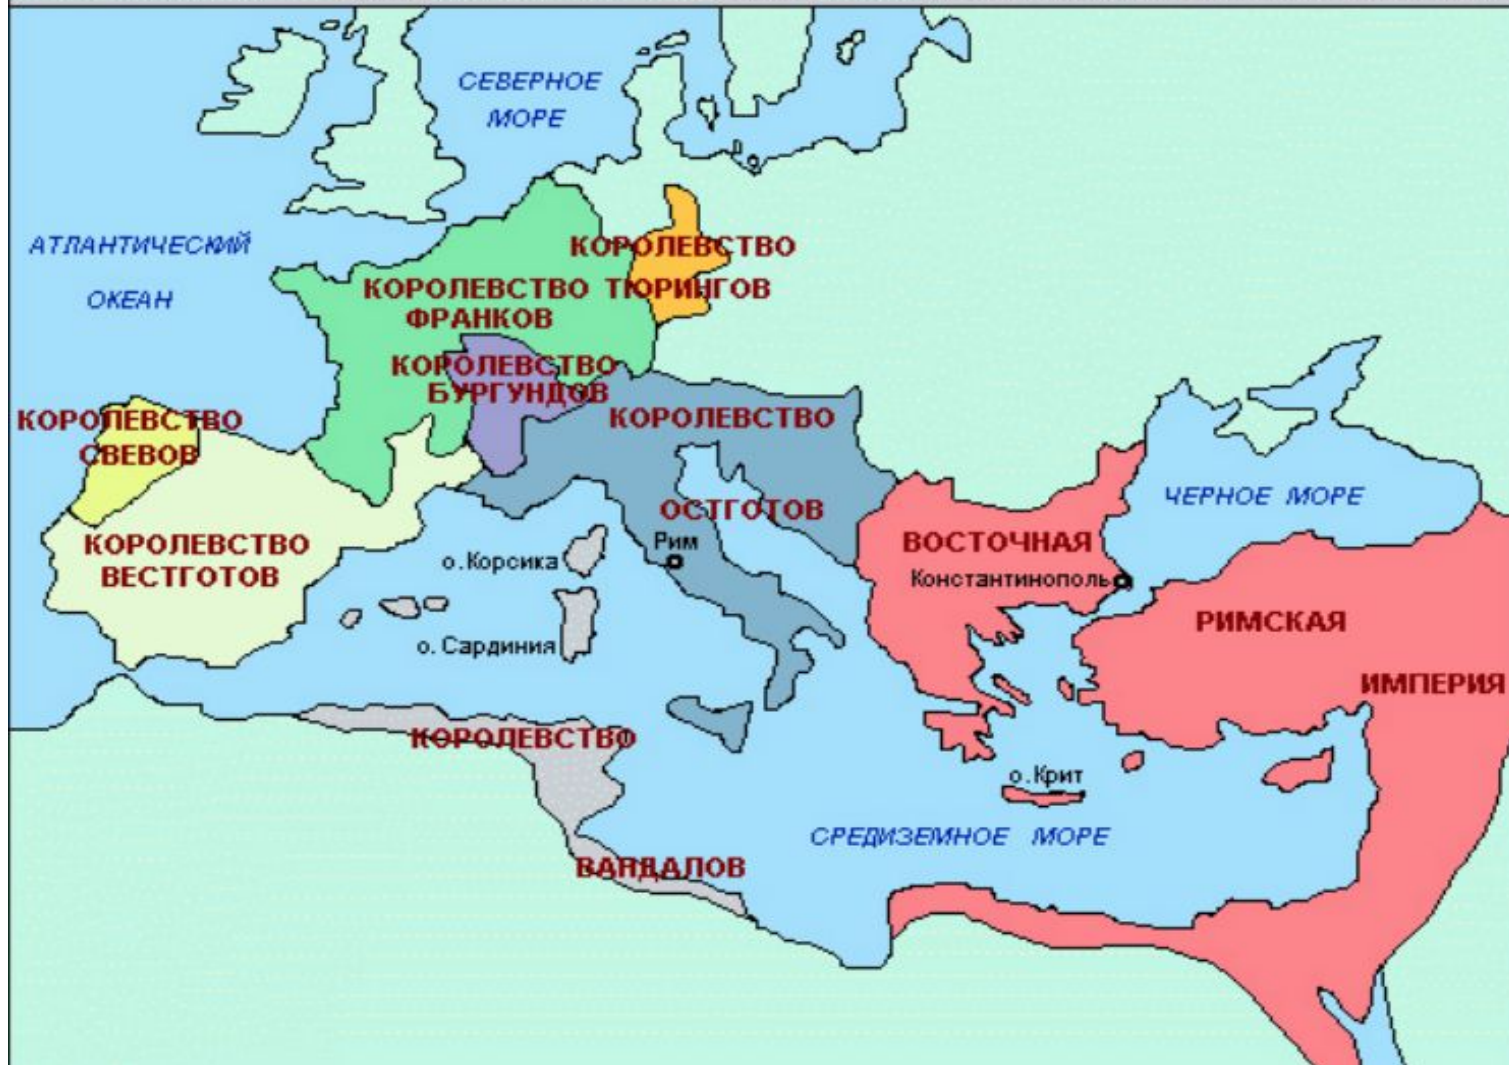 СЕВЕРНОЕ
МОРЕ
АТЛАНТИЧЕСКИЙ
ОКЕАН
КОРОЛЕВСТВО
ТЮРИНГОВ
КОРОЛЕВСТВО
ФРАНКОВ
КОРОЛЕВСТВО
БУРГУНДОВ
КОРОЛЕВСТВО
СВЕВОВ
КОРОЛЕВСТВО
ОСТГОТОВ
КОРОЛЕВСТВО
ВЕСТГОТОВ
ЧЕРНОЕ МОРЕ
Рим
о. Корсика
о. Сардиния
ВОСТОЧНАЯ
Константинополь
РИМСКАЯ
ИМПЕРИЯ
КОРОЛЕВСТВО
ВАНДАЛОВ
о. Крит
СРЕДИЗЕМНОЕ МОРЕ